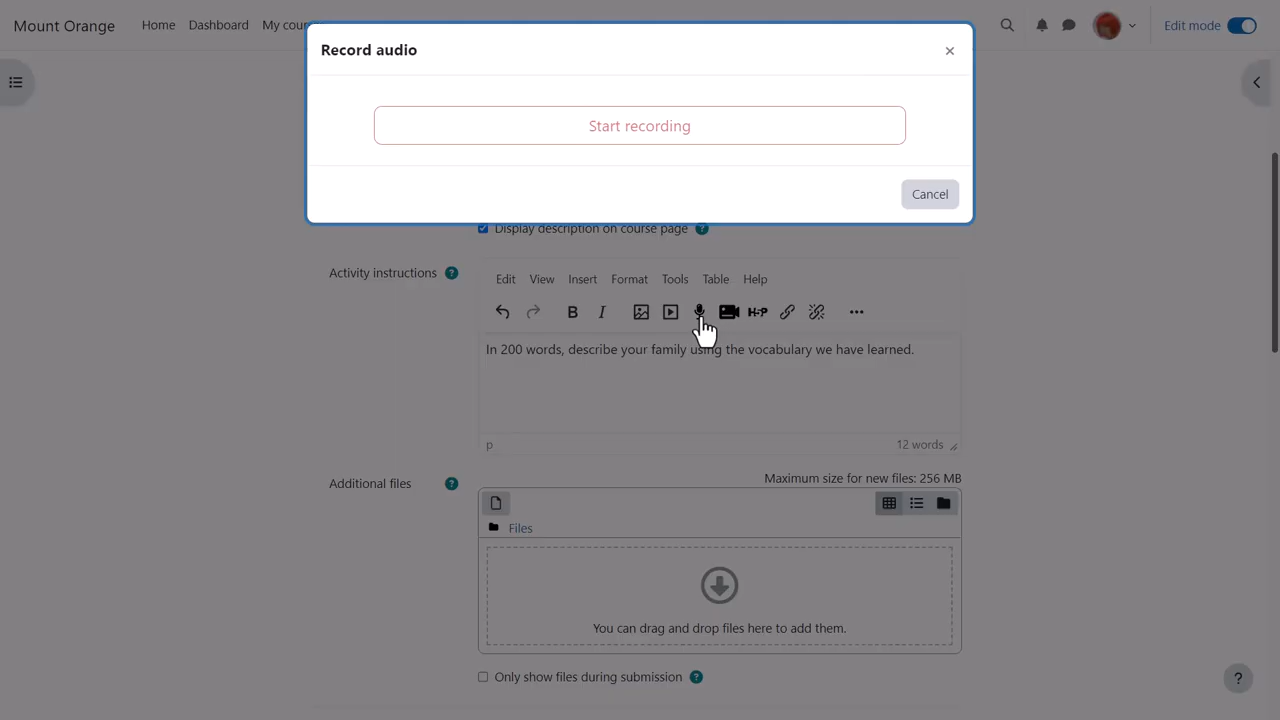 Mount Orange Home Dashboard My cour Edit mode
Record audio
Start recording
Cancel
Display description on course page
Activity instructions
Edit View Insert Format Tools Table Help
B I H-P
In 200 words, describe your family using the vocabulary we have learned.
p 12 words
Maximum size for new files: 256 MB
Additional files
Files
You can drag and drop files here to add them.
Only show files during submission